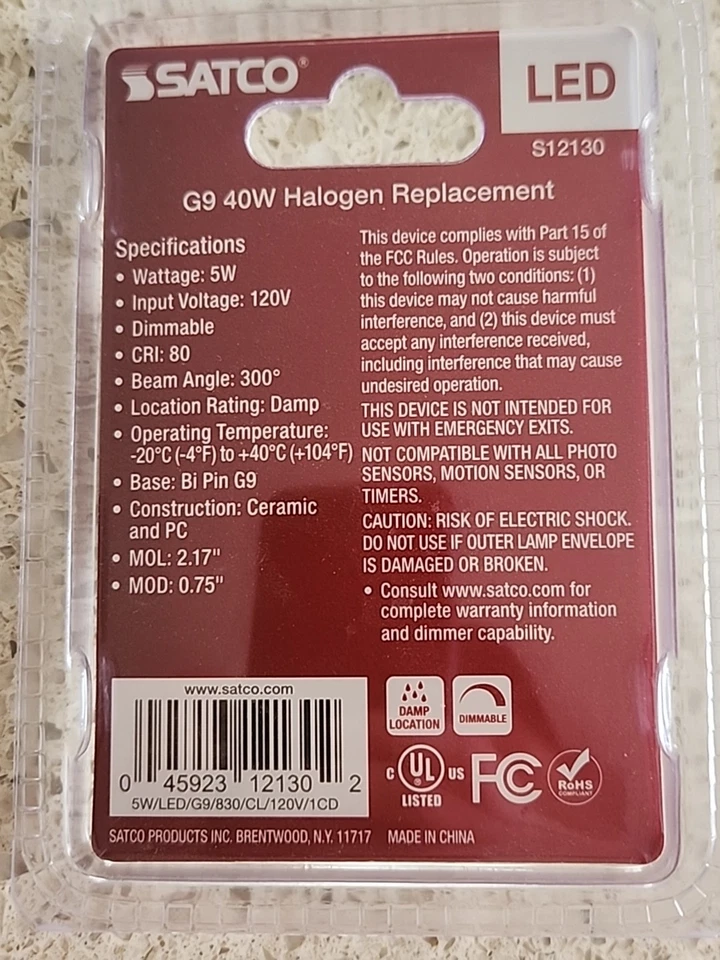 SATCO®
LED
S12130
G9 40W Halogen Replacement
Specifications
• Wattage: 5W
• Input Voltage: 120V
• Dimmable
• CRI: 80
• Beam Angle: 300°
• Location Rating: Damp
• Operating Temperature:
-20°C (-4°F) to +40°C (+104°F)
• Base: Bi Pin G9
• Construction: Ceramic
and PC
• MOL: 2.17"
• MOD: 0.75"
This device complies with Part 15 of
the FCC Rules. Operation is subject
to the following two conditions: (1)
this device may not cause harmful
interference, and (2) this device must
accept any interference received,
including interference that may cause
undesired operation.
THIS DEVICE IS NOT INTENDED FOR
USE WITH EMERGENCY EXITS.
NOT COMPATIBLE WITH ALL PHOTO
SENSORS, MOTION SENSORS, OR
TIMERS.
CAUTION: RISK OF ELECTRIC SHOCK.
DO NOT USE IF OUTER LAMP ENVELOPE
IS DAMAGED OR BROKEN.
• Consult www.satco.com for
complete warranty information
and dimmer capability.
www.satco.com
0 45923 12130 2
5W/LED/G9/830/CL/120V/1CD
DAMP
LOCATION
DIMMABLE
C UL US
LISTED
FC
RoHS
COMPLIANT
SATCO PRODUCTS INC. BRENTWOOD, N.Y. 11717 MADE IN CHINA